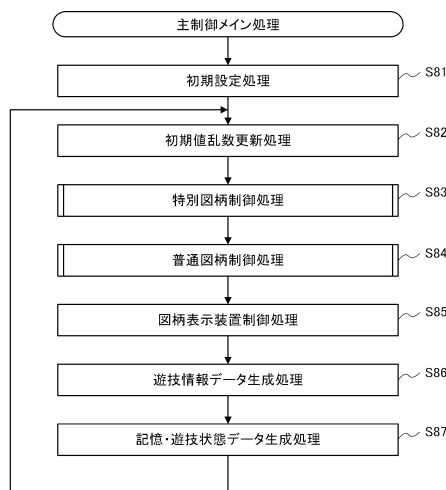 主制御メイン処理
初期設定処理
S81
初期値乱数更新処理
S82
特別図柄制御処理
S83
普通図柄制御処理
S84
図柄表示装置制御処理
S85
遊技情報データ生成処理
S86
記憶・遊技状態データ生成処理
S87